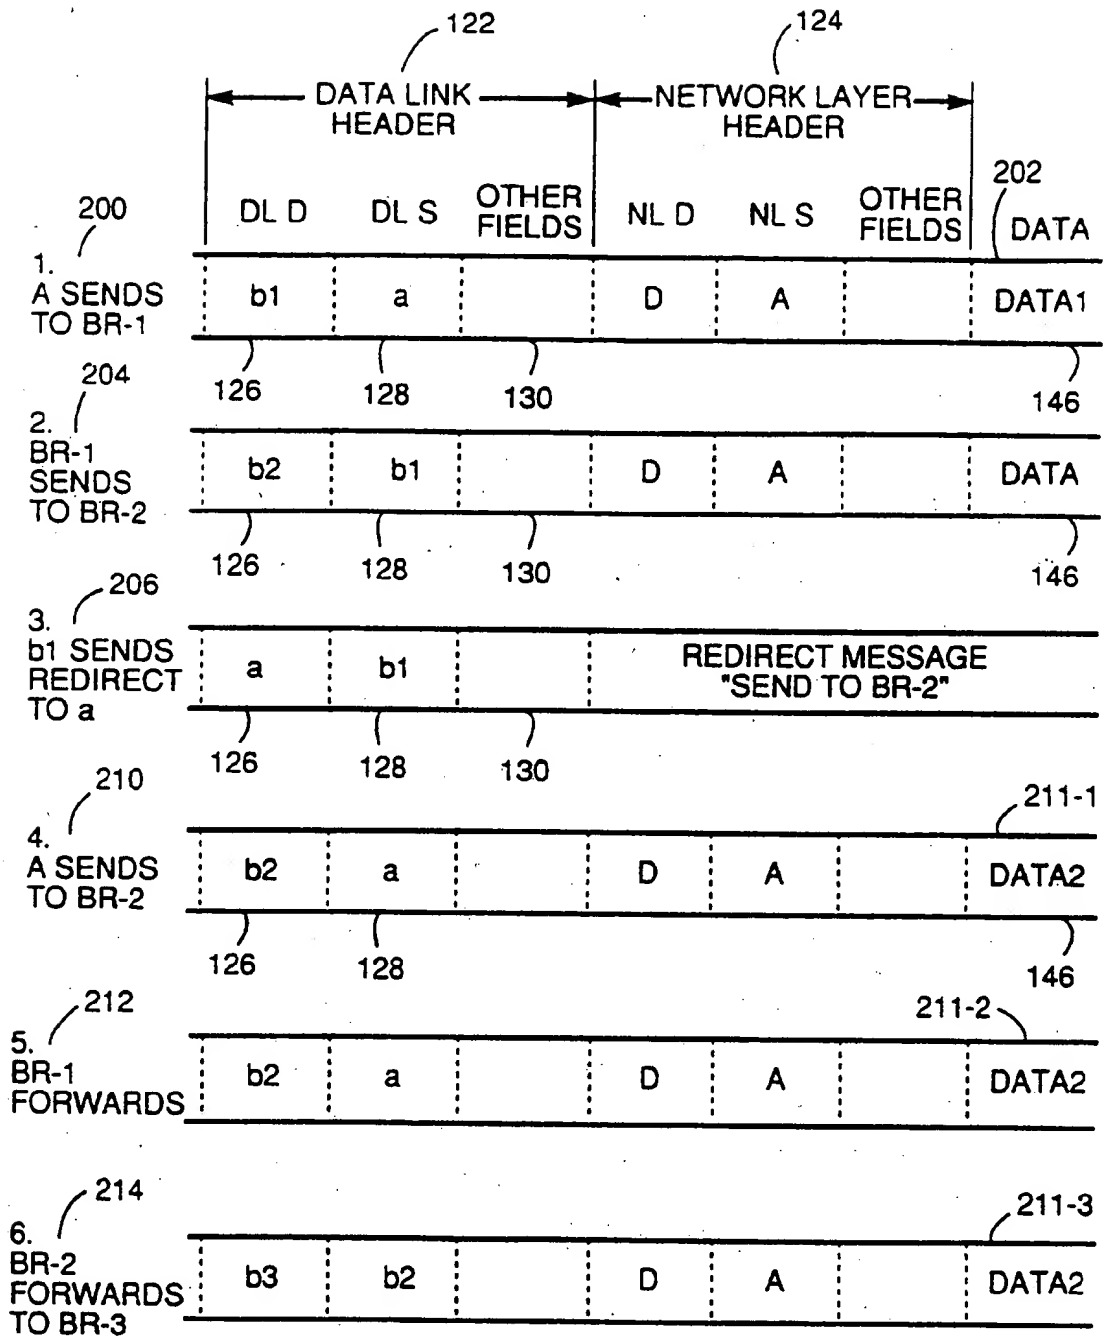 122
124
DATA LINK
HEADER
NETWORK LAYER
HEADER
202
200
DL D DL S OTHER FIELDS NL D NL S OTHER FIELDS DATA
1.
A SENDS
TO BR-1
b1 a D A DATA1
126 128 130 146
204
2.
BR-1
SENDS
TO BR-2
b2 b1 D A DATA
126 128 130 146
206
3.
b1 SENDS
REDIRECT
TO a
a b1 REDIRECT MESSAGE
"SEND TO BR-2"
126 128 130
210
211-1
4.
A SENDS
TO BR-2
b2 a D A DATA2
126 128 146
212
211-2
5.
BR-1
FORWARDS
b2 a D A DATA2
214
211-3
6.
BR-2
FORWARDS
TO BR-3
b3 b2 D A DATA2